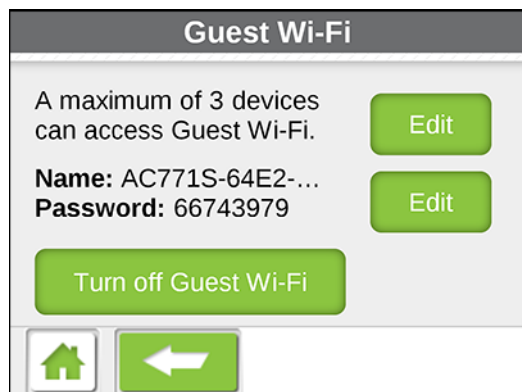 Guest Wi-Fi
A maximum of 3 devices
can access Guest Wi-Fi.
Edit
Name: AC771S-64E2-...
Password: 66743979
Edit
Turn off Guest Wi-Fi